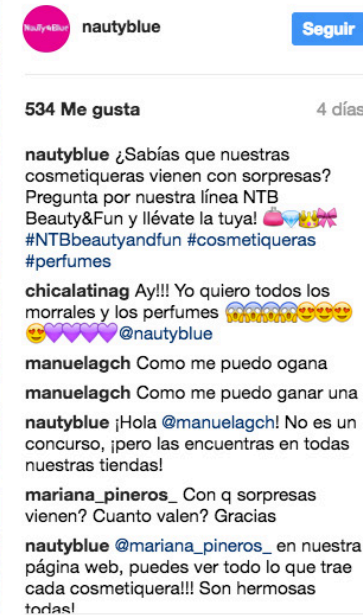 Nauty Blue
nautyblue
Seguir
534 Me gusta
4 días
nautyblue ¿Sabías que nuestras
cosmetiqueras vienen con sorpresas?
Pregunta por nuestra línea NTB
Beauty&Fun y llévate la tuya! 👛💎👑🎀
#NTBbeautyandfun #cosmetiqueras
#perfumes
chicalatinag Ay!!! Yo quiero todos los
morrales y los perfumes 😱😱😱😱😍😍😍
😍💜💜💜💜@nautyblue
manuelagch Como me puedo ogana
manuelagch Como me puedo ganar una
nautyblue ¡Hola @manuelagch! No es un
concurso, ¡pero las encuentras en todas
nuestras tiendas!
mariana_pineros_ Con q sorpresas
vienen? Cuanto valen? Gracias
nautyblue @mariana_pineros_ en nuestra
página web, puedes ver todo lo que trae
cada cosmetiquera!!! Son hermosas
todas!